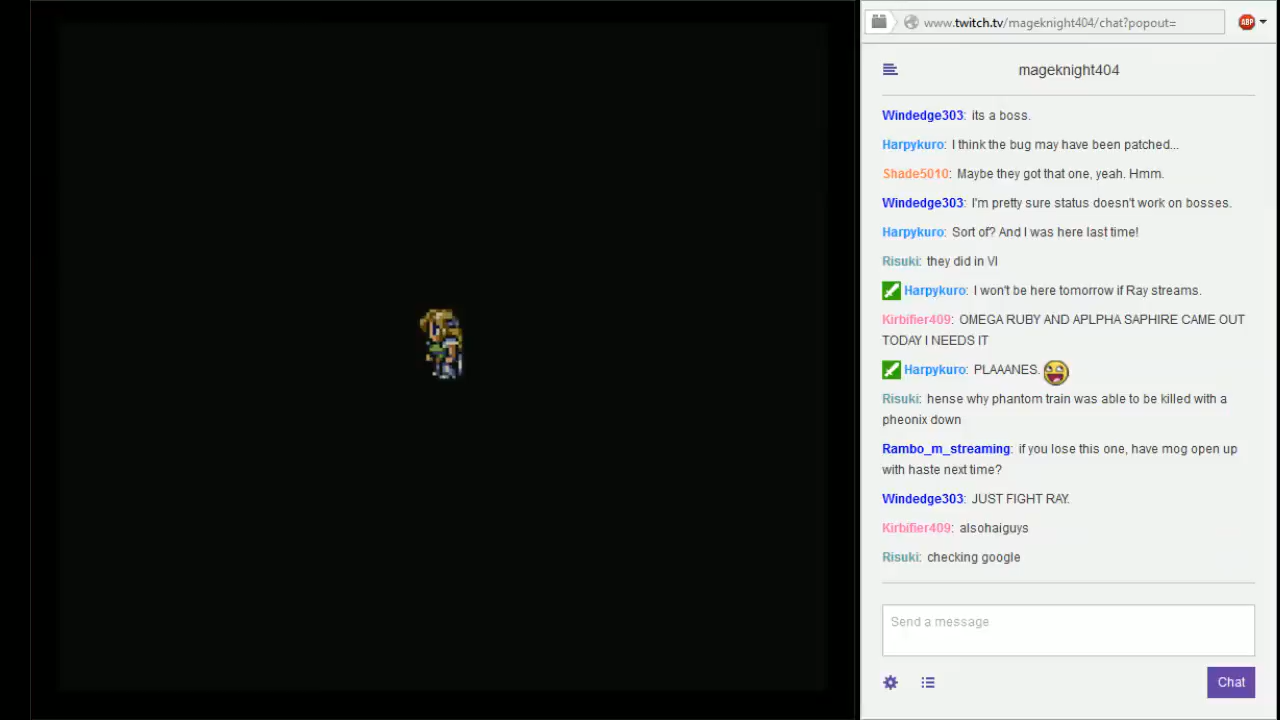 www.twitch.tv/mageknight404/chat?popout=
ABP
mageknight404
Windedge303: its a boss.
Harpykuro: I think the bug may have been patched...
Shade5010: Maybe they got that one, yeah. Hmm.
Windedge303: I'm pretty sure status doesn't work on bosses.
Harpykuro: Sort of? And I was here last time!
Risuki: they did in VI
Harpykuro: I won't be here tomorrow if Ray streams.
Kirbifier409: OMEGA RUBY AND APLPHA SAPHIRE CAME OUT
TODAY I NEEDS IT
Harpykuro: PLAAANES.
Risuki: hense why phantom train was able to be killed with a
pheonix down
Rambo_m_streaming: if you lose this one, have mog open up
with haste next time?
Windedge303: JUST FIGHT RAY.
Kirbifier409: alsohaiguys
Risuki: checking google
Send a message
Chat